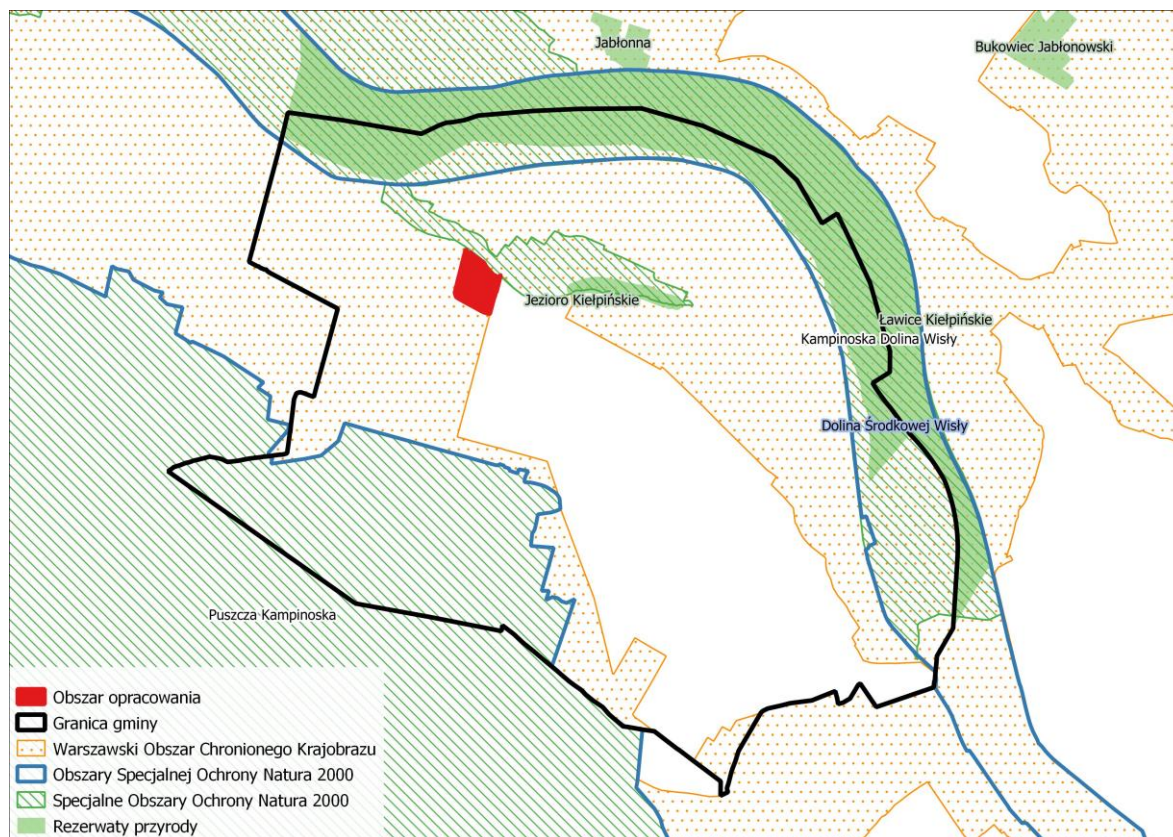 Jabłonna
Bukowiec Jabłonowski
Jezioro Kiełpińskie
Ławice Kiełpińskie
Kampinoska Dolina Wisły
Dolina Środkowej Wisły
Puszcza Kampinoska
Obszar opracowania
Granica gminy
Warszawski Obszar Chronionego Krajobrazu
Obszary Specjalnej Ochrony Natura 2000
Specjalne Obszary Ochrony Natura 2000
Rezerwaty przyrody